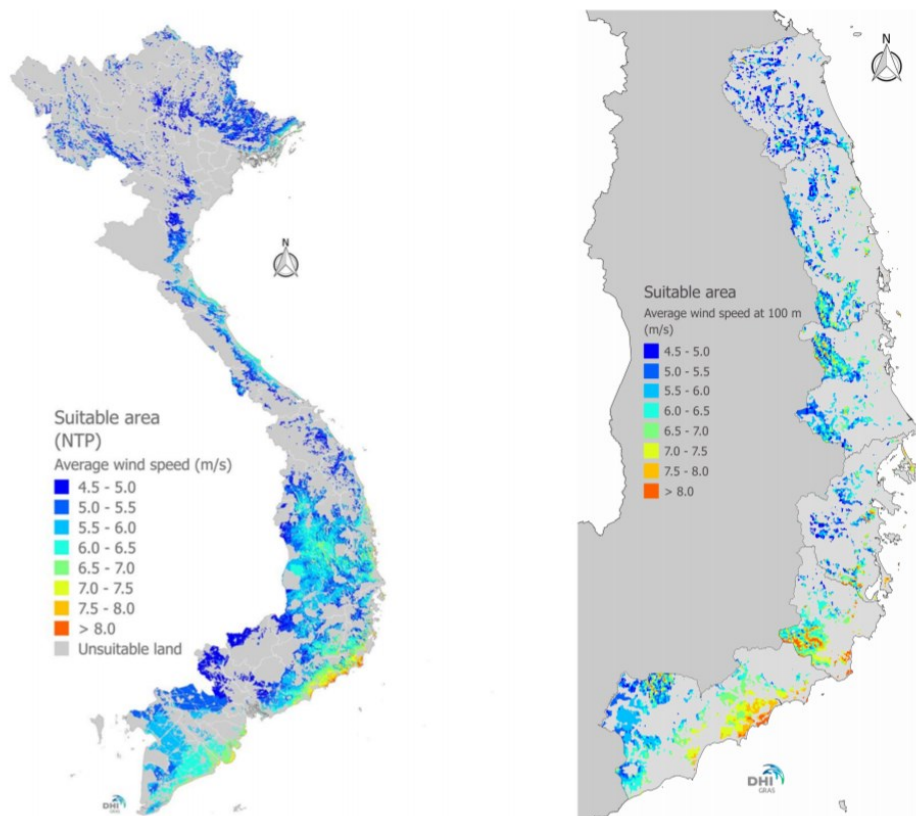 N
Suitable area
(NTP)
Average wind speed (m/s)
4.5 - 5.0
5.0 - 5.5
5.5 - 6.0
6.0 - 6.5
6.5 - 7.0
7.0 - 7.5
7.5 - 8.0
> 8.0
Unsuitable land
DHI
GRAS
N
Suitable area
Average wind speed at 100 m
(m/s)
4.5 - 5.0
5.0 - 5.5
5.5 - 6.0
6.0 - 6.5
6.5 - 7.0
7.0 - 7.5
7.5 - 8.0
> 8.0
DHI
GRAS